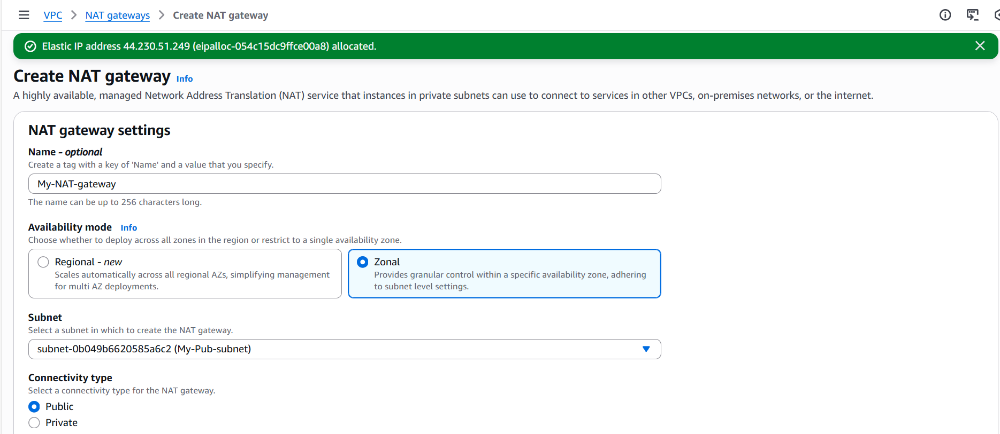 VPC > NAT gateways > Create NAT gateway
Elastic IP address 44.230.51.249 (eipalloc-054c15dc9ffce00a8) allocated.
Create NAT gateway Info
A highly available, managed Network Address Translation (NAT) service that instances in private subnets can use to connect to services in other VPCs, on-premises networks, or the internet.
NAT gateway settings
Name - optional
Create a tag with a key of 'Name' and a value that you specify.
My-NAT-gateway
The name can be up to 256 characters long.
Availability mode Info
Choose whether to deploy across all zones in the region or restrict to a single availability zone.
Regional - new
Scales automatically across all regional AZs, simplifying management
for multi AZ deployments.
Zonal
Provides granular control within a specific availability zone, adhering
to subnet level settings.
Subnet
Select a subnet in which to create the NAT gateway.
subnet-0b049b6620585a6c2 (My-Pub-subnet)
Connectivity type
Select a connectivity type for the NAT gateway.
Public
Private